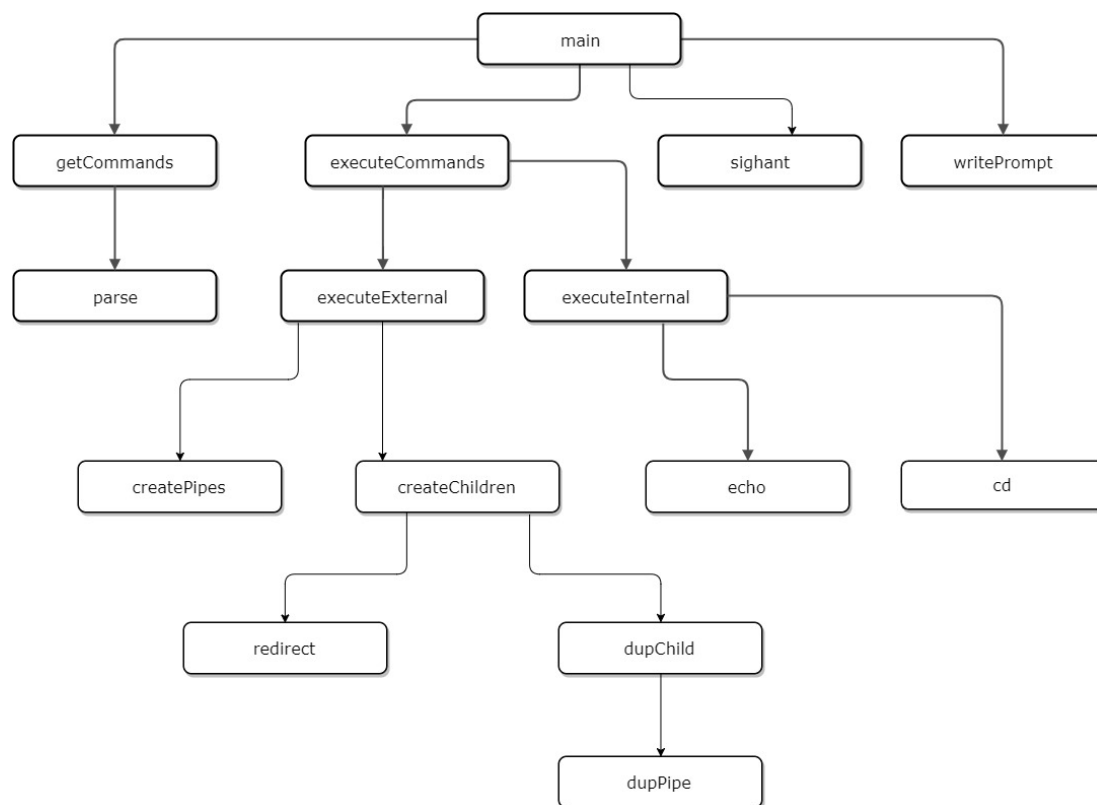 main
getCommands
executeCommands
sighant
writePrompt
parse
executeExternal
executeInternal
createPipes
createChildren
echo
cd
redirect
dupChild
dupPipe